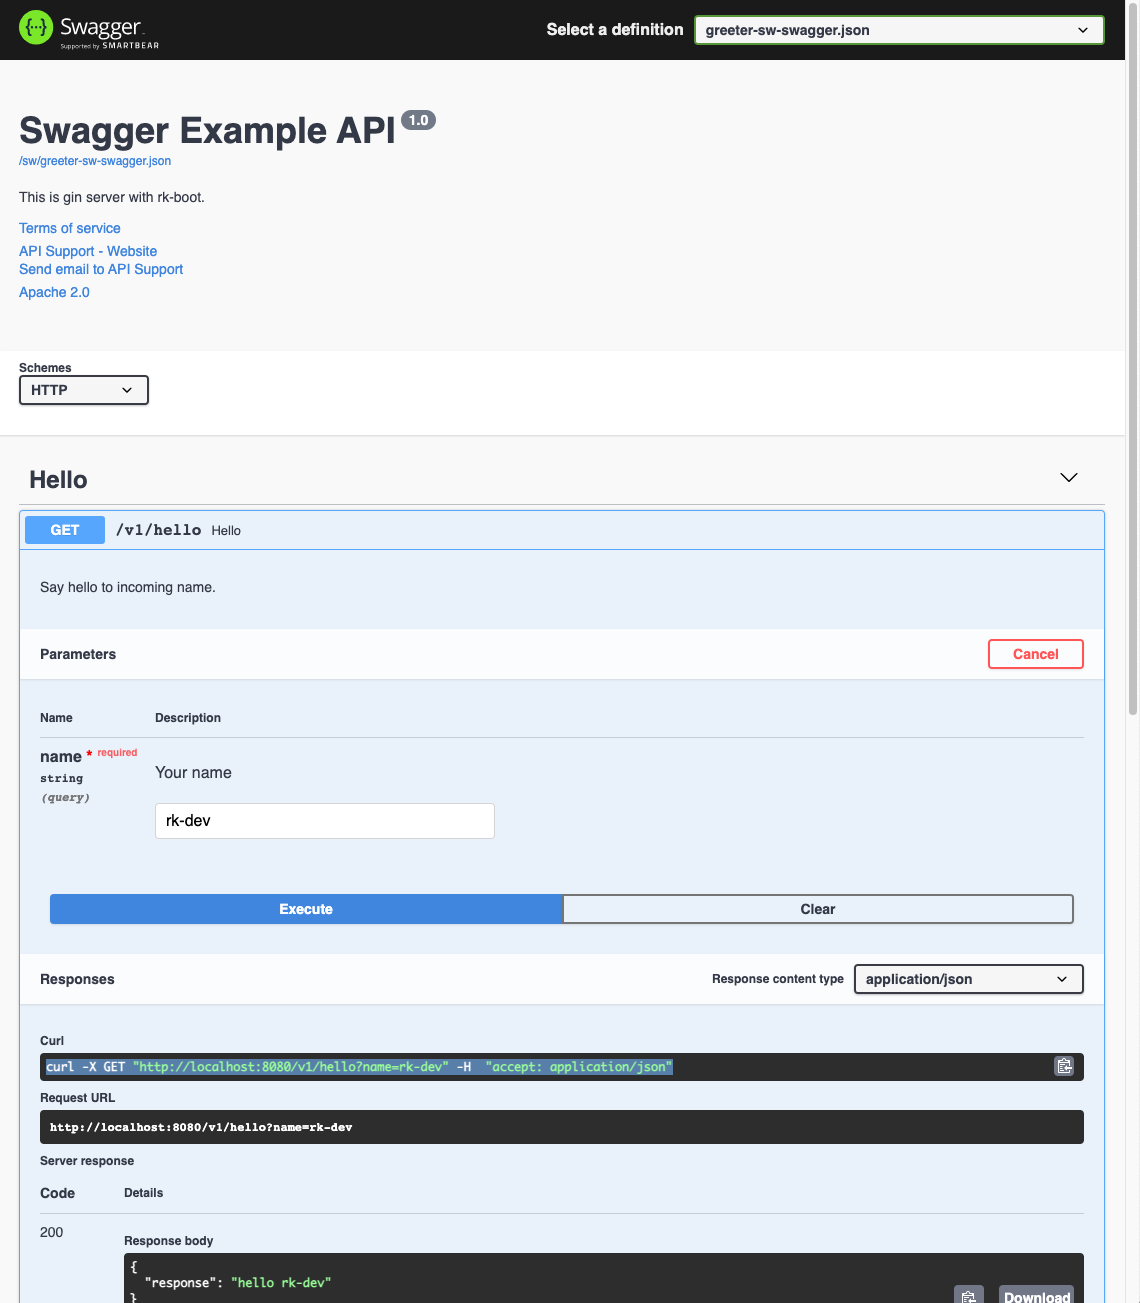 Swagger
Supported by SMARTBEAR
Select a definition
greeter-sw-swagger.json
Swagger Example API 1.0
/sw/greeter-sw-swagger.json
This is gin server with rk-boot.
Terms of service
API Support - Website
Send email to API Support
Apache 2.0
Schemes
HTTP
Hello
GET /v1/hello Hello
Say hello to incoming name.
Parameters
Cancel
Name Description
name * required
string
(query)
Your name
rk-dev
Execute
Clear
Responses
Response content type
application/json
Curl
curl -X GET "http://localhost:8080/v1/hello?name=rk-dev" -H  "accept: application/json"
Request URL
http://localhost:8080/v1/hello?name=rk-dev
Server response
Code Details
200
Response body
{
"response": "hello rk-dev"
}
Download